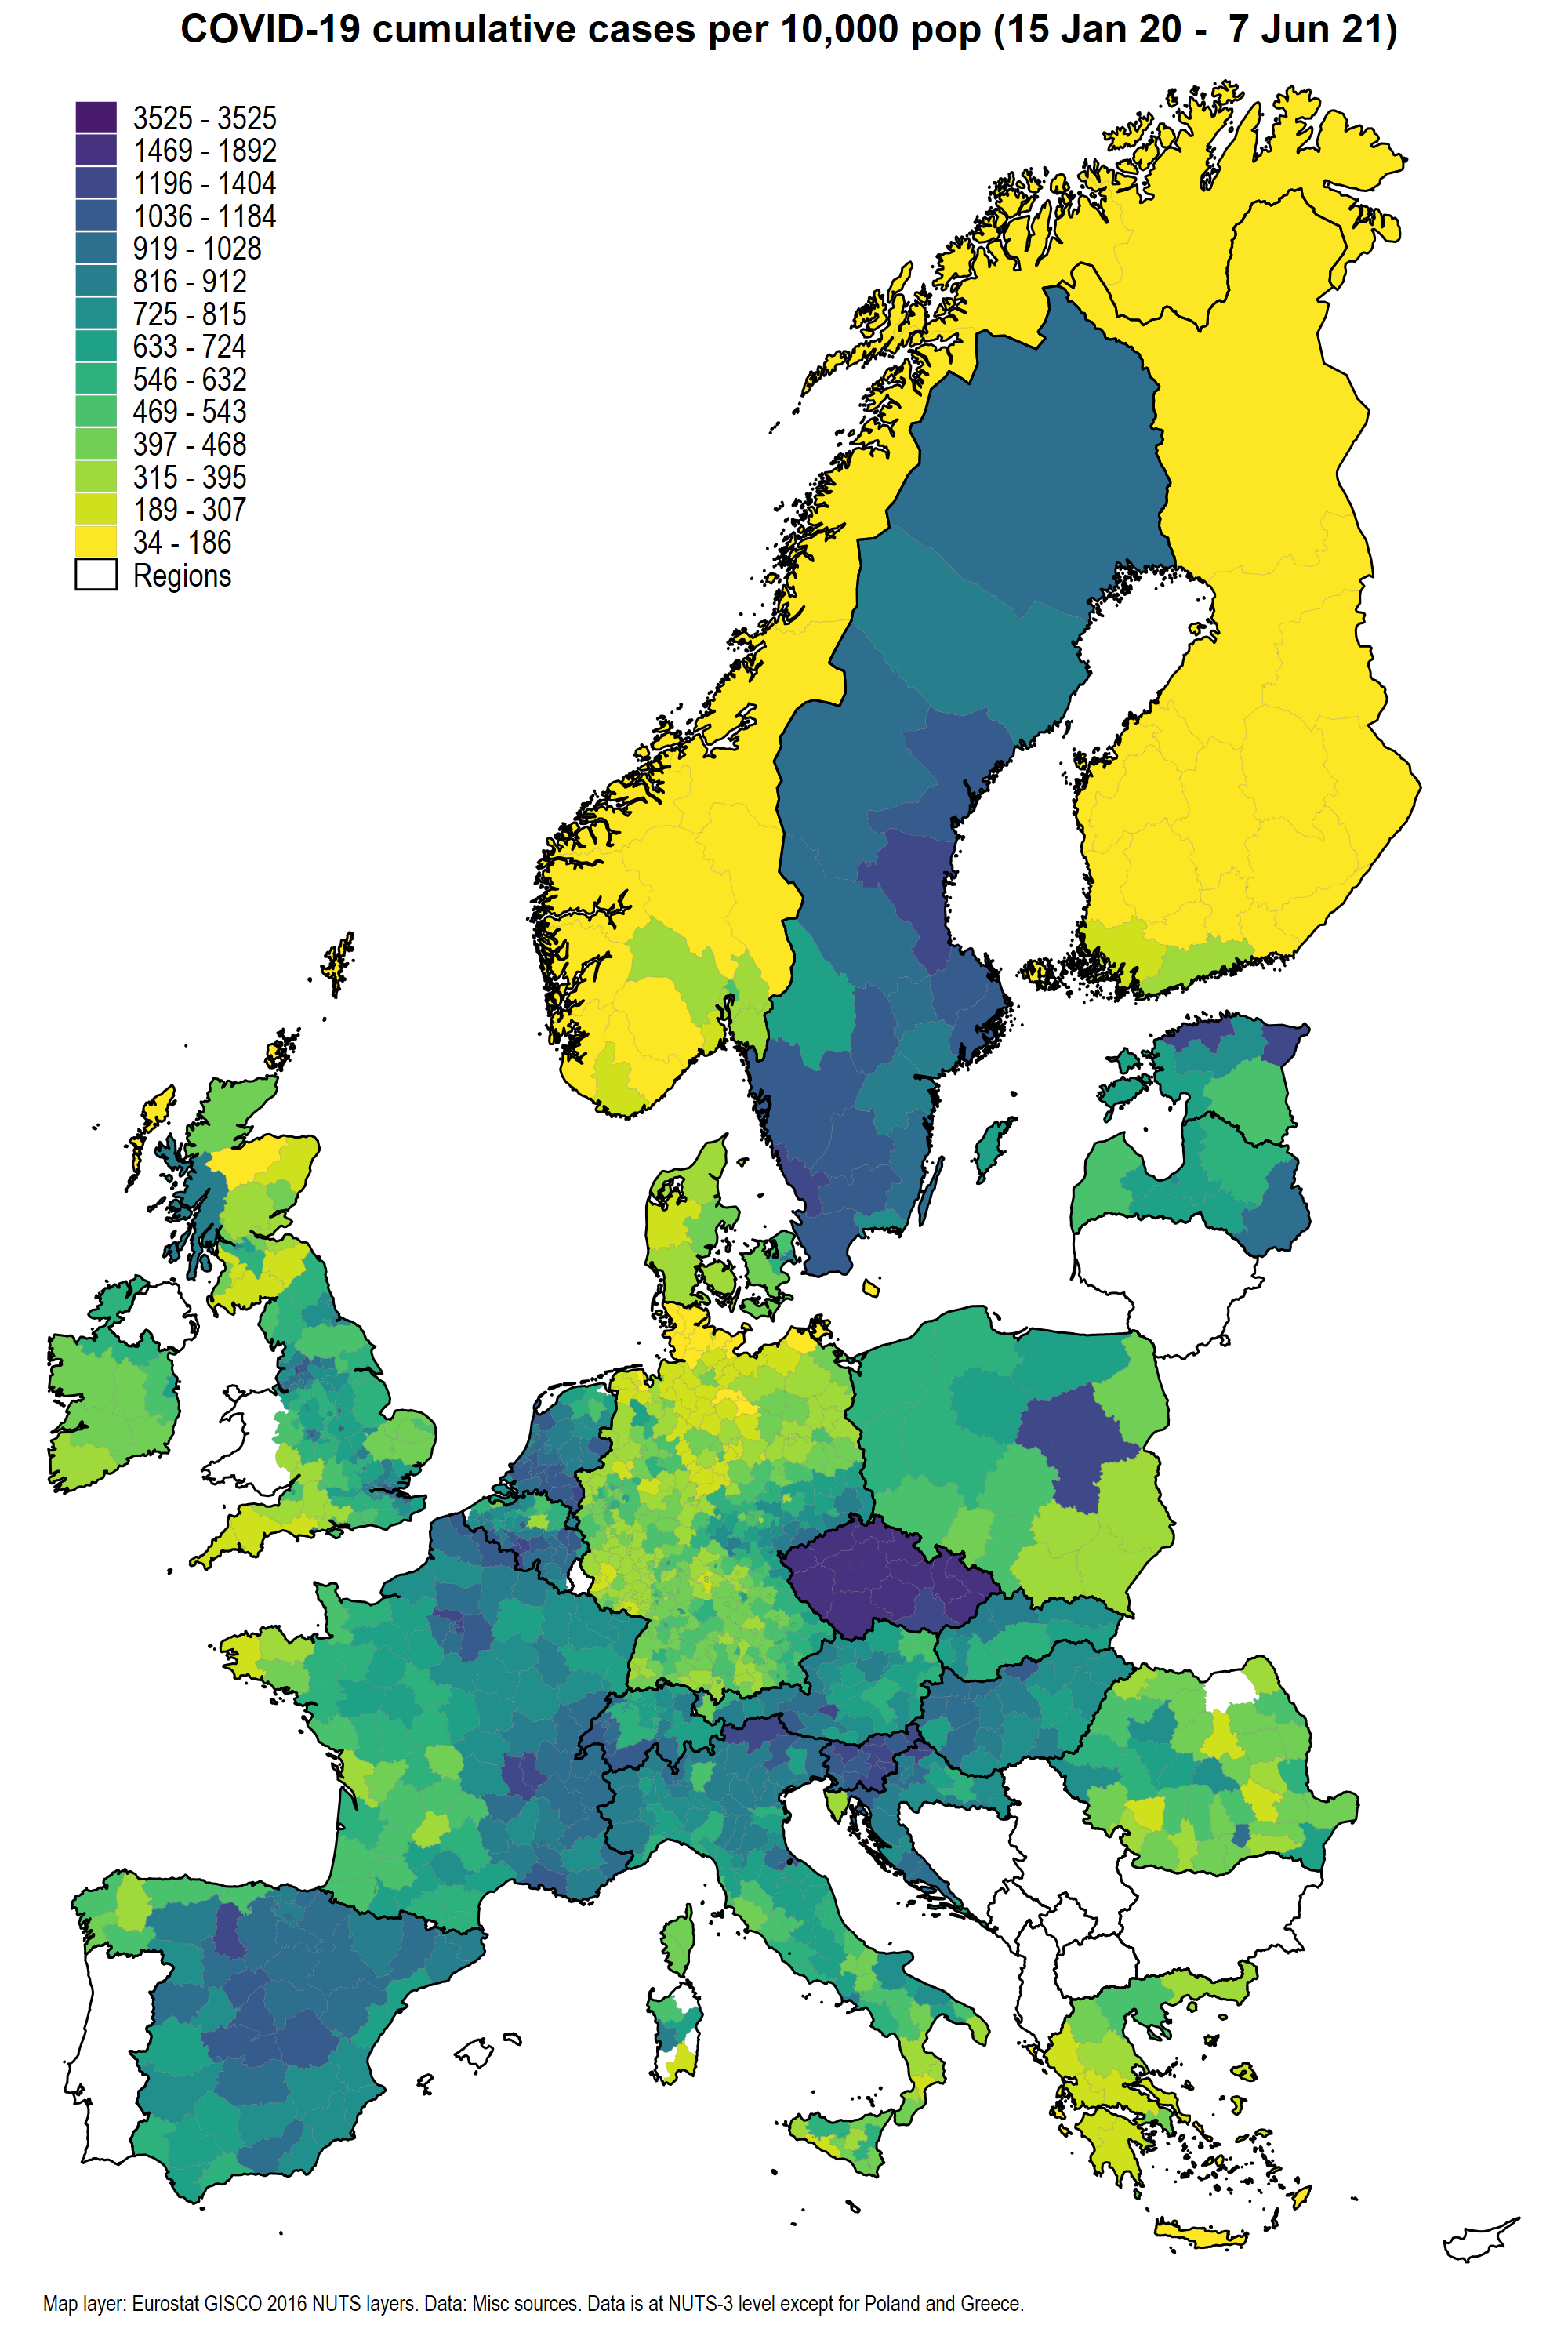 COVID-19 cumulative cases per 10,000 pop (15 Jan 20 -  7 Jun 21)
3525 - 3525
1469 - 1892
1196 - 1404
1036 - 1184
919 - 1028
816 - 912
725 - 815
633 - 724
546 - 632
469 - 543
397 - 468
315 - 395
189 - 307
34 - 186
Regions
Map layer: Eurostat GISCO 2016 NUTS layers. Data: Misc sources. Data is at NUTS-3 level except for Poland and Greece.